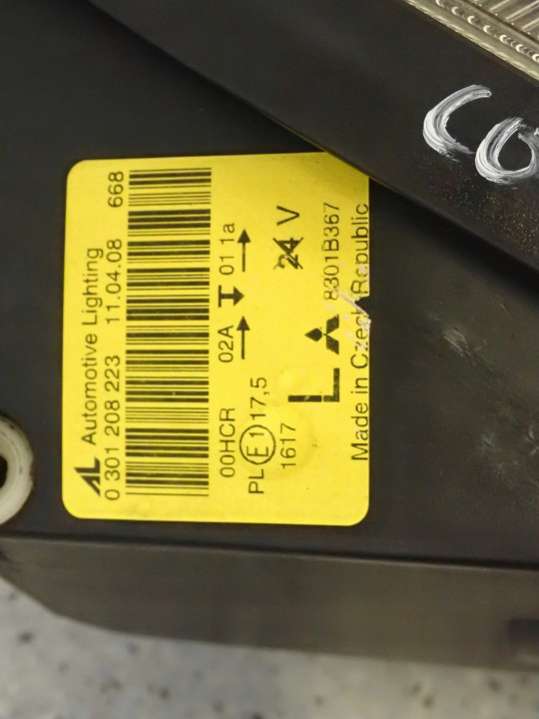 AL Automotive Lighting
0 301 208 223 11.04.08 668
00HCR 02A 01 1a
PL E1 17,5
1617 24 V
L 8301B367
Made in Czech Republic